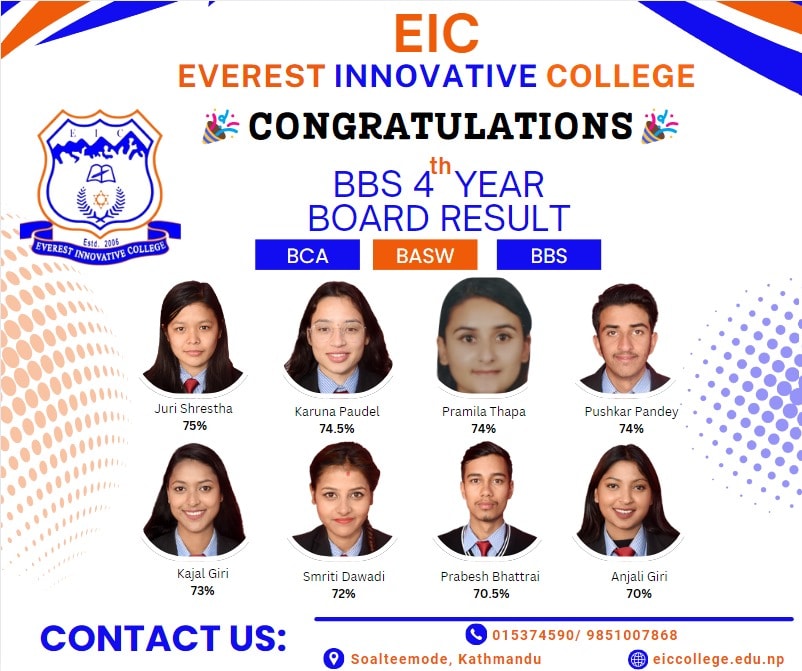 EIC
EVEREST INNOVATIVE COLLEGE
CONGRATULATIONS
BBS 4th YEAR
BOARD RESULT
BCA BASW BBS
E I C
Estd. 2006
EVEREST INNOVATIVE COLLEGE
Juri Shrestha Karuna Paudel Pramila Thapa Pushkar Pandey
75% 74.5% 74% 74%
Kajal Giri Smriti Dawadi Prabesh Bhattrai Anjali Giri
73% 72% 70.5% 70%
CONTACT US:
015374590/ 9851007868
Soalteemode, Kathmandu eiccollege.edu.np